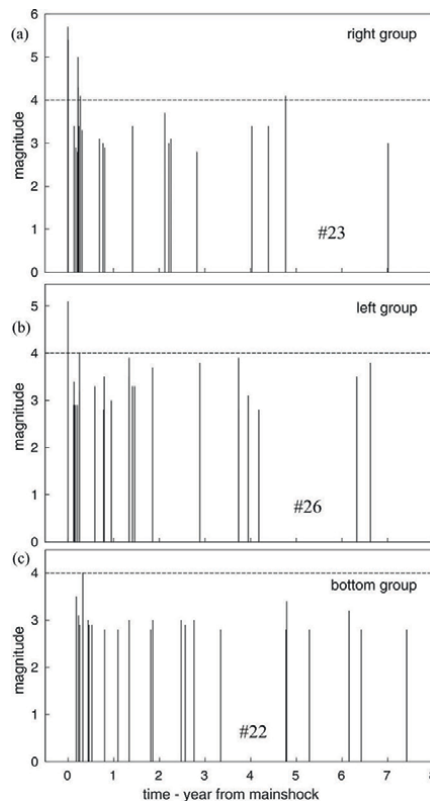 (a)
right group
6
5
4
3
2
1
0
magnitude
#23
(b)
left group
5
4
3
2
1
0
magnitude
#26
(c)
bottom group
4
3
2
1
0
magnitude
#22
0 1 2 3 4 5 6 7 8
time - year from mainshock